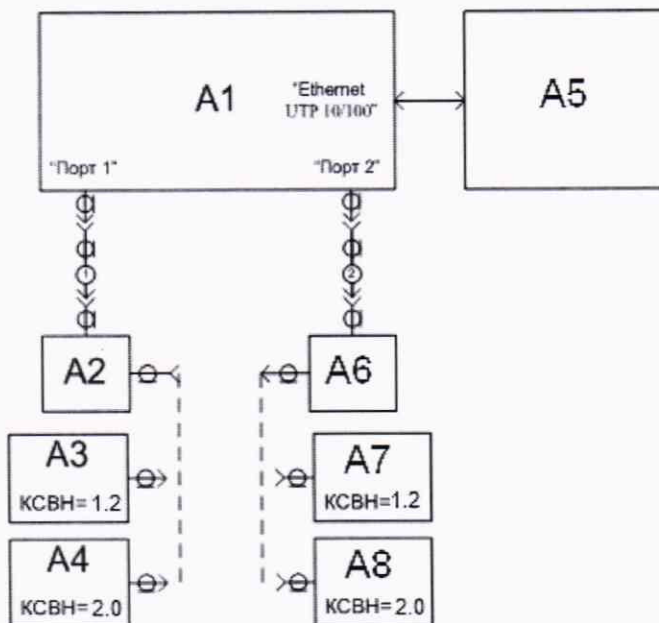 A1
"Ethernet
UTP 10/100"
A5
"Порт 1"
"Порт 2"
1
2
A2
A6
A3
КСВН=1.2
A7
КСВН=1.2
A4
КСВН=2.0
A8
КСВН=2.0